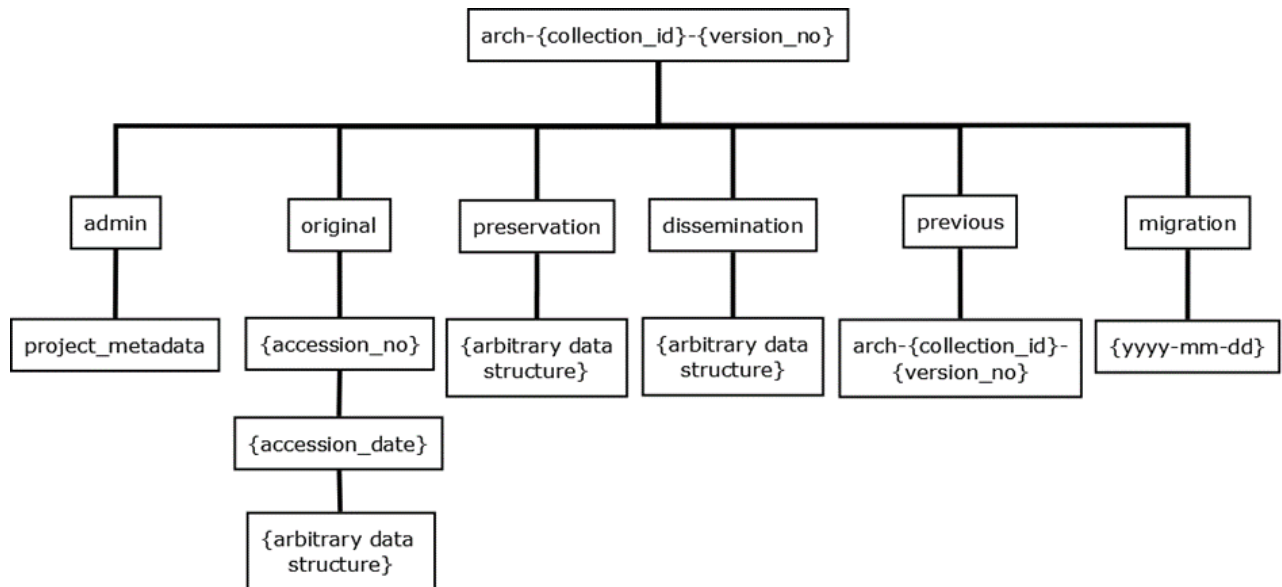 arch-{collection_id}-{version_no}
admin
original
preservation
dissemination
previous
migration
project_metadata
{accession_no}
{arbitrary data
structure}
{arbitrary data
structure}
arch-{collection_id}-
{version_no}
{yyyy-mm-dd}
{accession_date}
{arbitrary data
structure}